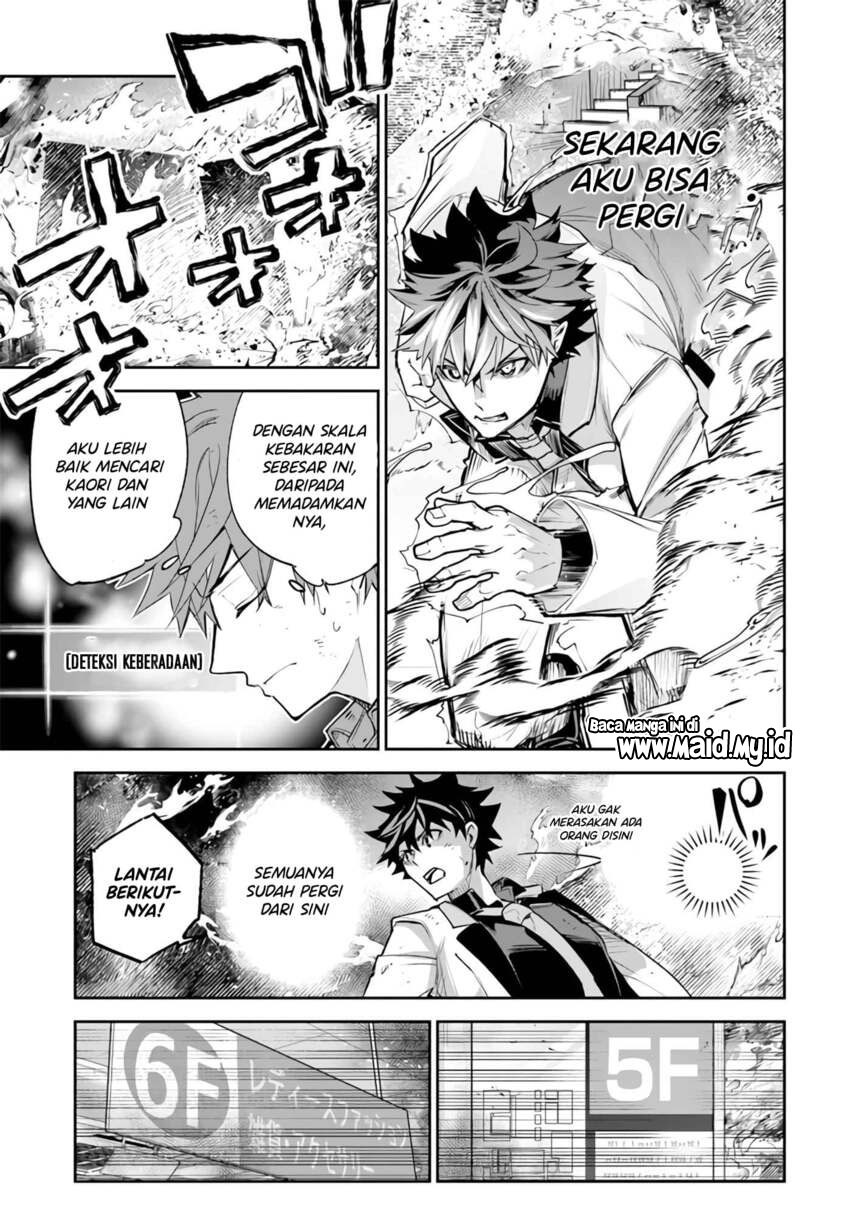 SEKARANG
AKU BISA
PERGI
ゴォォォ
DENGAN SKALA
KEBAKARAN
SEBESAR INI,
DARIPADA
MEMADAMKAN
NYA,
AKU LEBIH
BAIK MENCARI
KAORI DAN
YANG LAIN
(DETEKSI KEBERADAAN)
Baca Manga ini di
www.Maid.my.id
パ
AKU GAK
MERASAKAN ADA
ORANG DISINI
SEMUANYA
SUDAH PERGI
DARI SINI
LANTAI
BERIKUT-
NYA!
5F
6F
レディースファッション
雑貨・アクセサリー